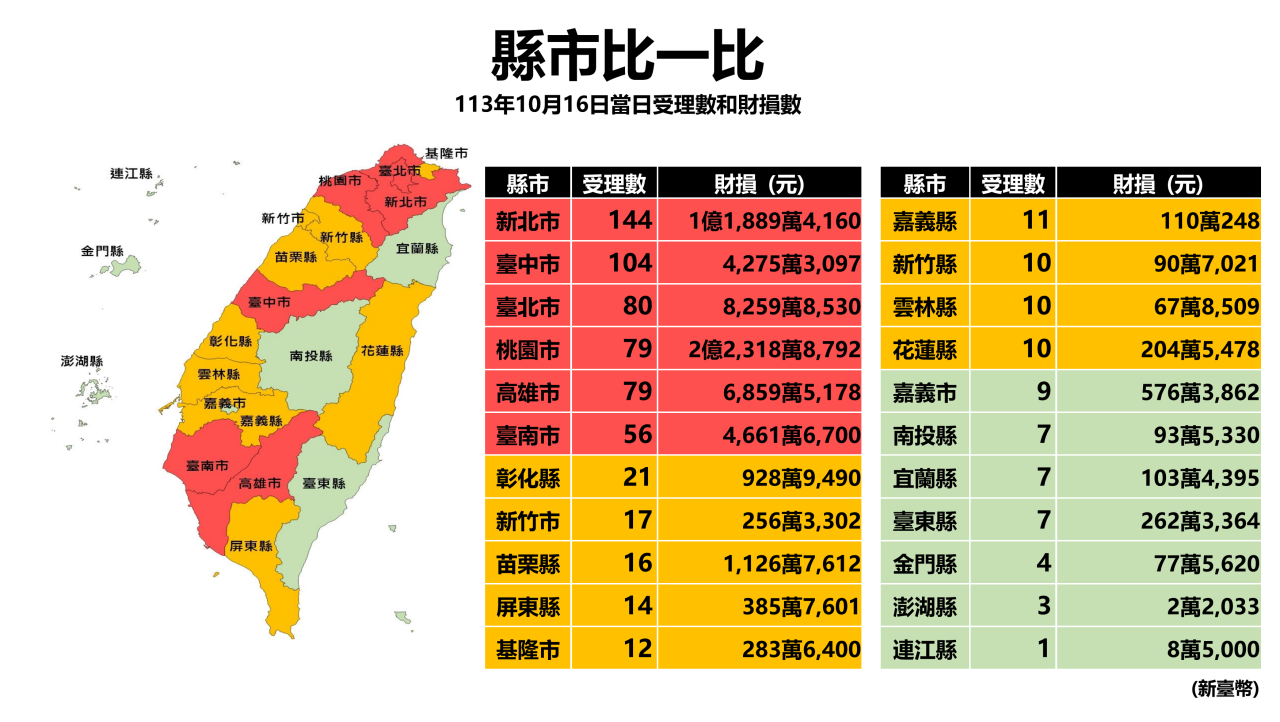 縣市比一比
113年10月16日當日受理數和財損數
基隆市
連江縣
臺北市
桃園市
新北市
新竹市
新竹縣
宜蘭縣
金門縣
苗栗縣
臺中市
彰化縣
南投縣
花蓮縣
澎湖縣
雲林縣
嘉義市
嘉義縣
臺南市
高雄市
臺東縣
屏東縣
縣市 受理數 財損 (元)
新北市 144 1億1,889萬4,160
臺中市 104 4,275萬3,097
臺北市 80 8,259萬8,530
桃園市 79 2億2,318萬8,792
高雄市 79 6,859萬5,178
臺南市 56 4,661萬6,700
彰化縣 21 928萬9,490
新竹市 17 256萬3,302
苗栗縣 16 1,126萬7,612
屏東縣 14 385萬7,601
基隆市 12 283萬6,400
縣市 受理數 財損 (元)
嘉義縣 11 110萬248
新竹縣 10 90萬7,021
雲林縣 10 67萬8,509
花蓮縣 10 204萬5,478
嘉義市 9 576萬3,862
南投縣 7 93萬5,330
宜蘭縣 7 103萬4,395
臺東縣 7 262萬3,364
金門縣 4 77萬5,620
澎湖縣 3 2萬2,033
連江縣 1 8萬5,000
(新臺幣)